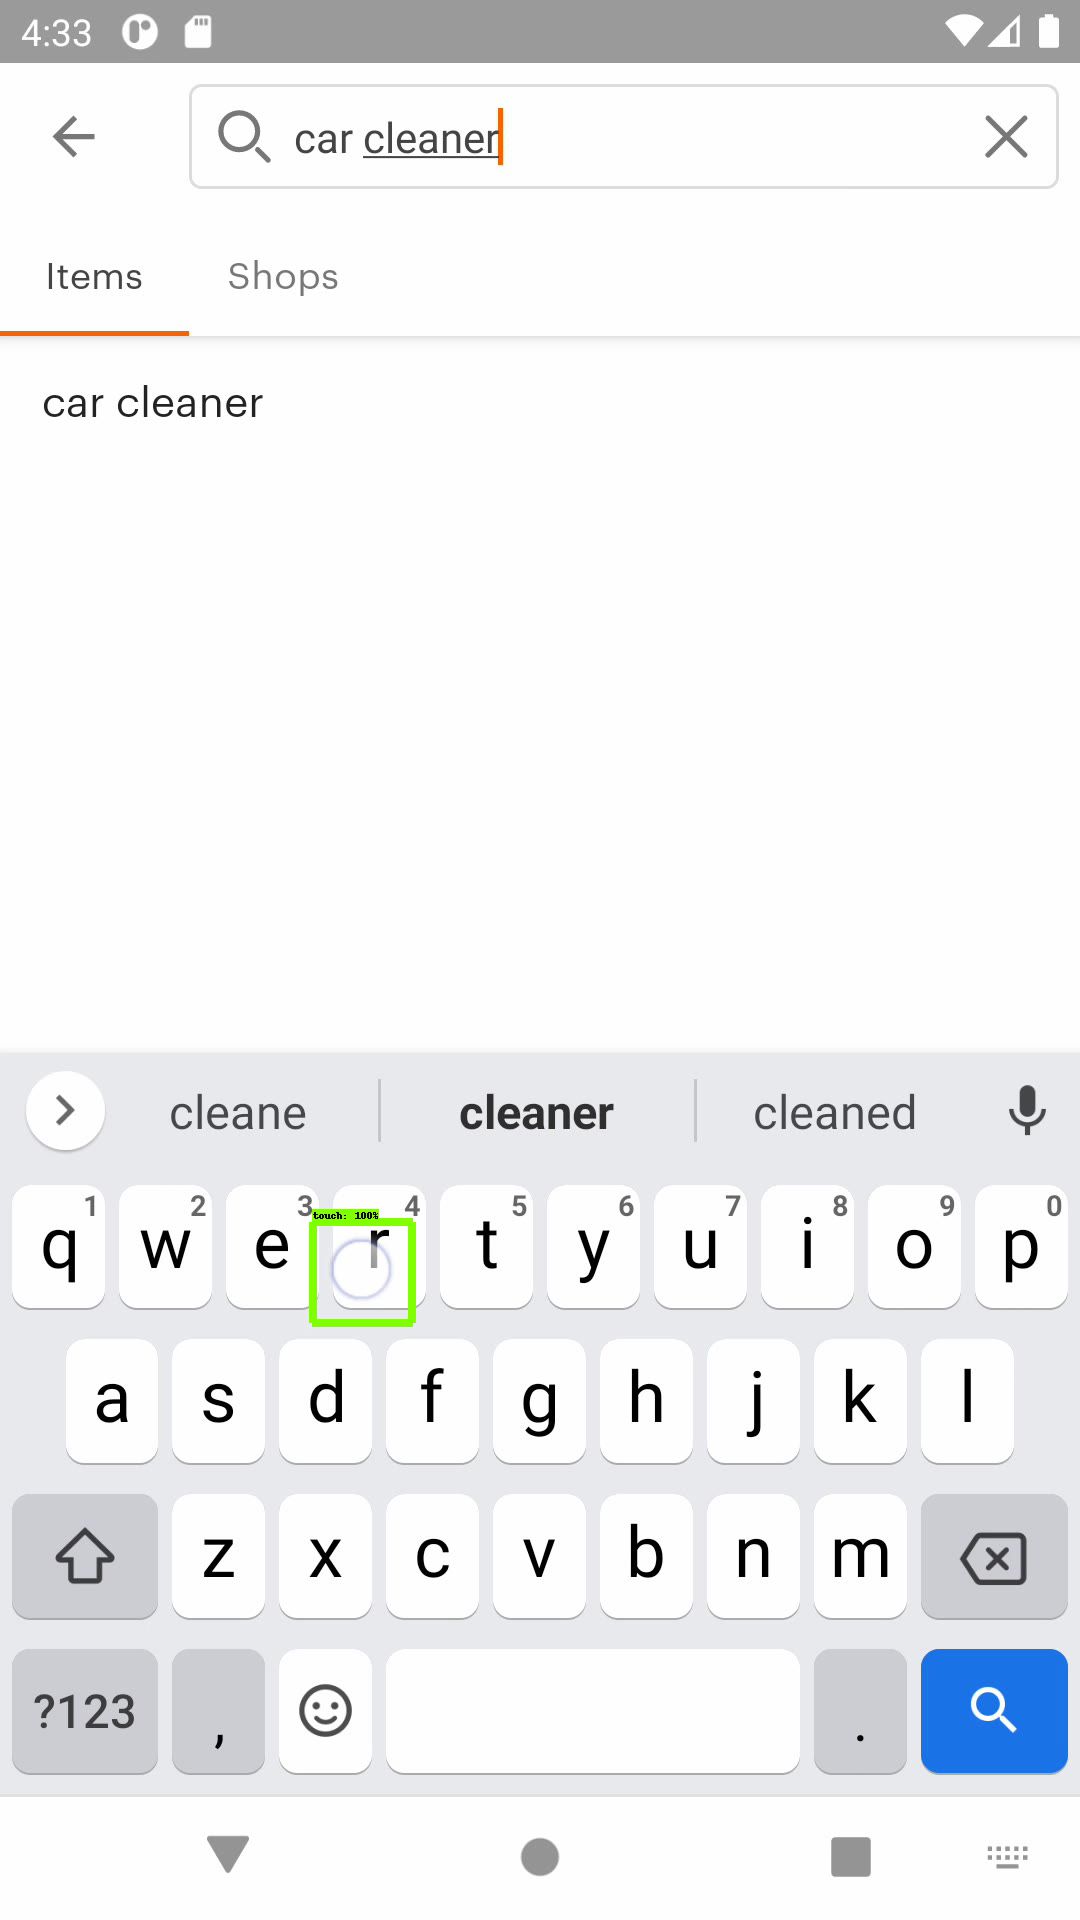 4:33
car cleaner
Items Shops
car cleaner
cleane cleaner cleaned
1 2 3 4 5 6 7 8 9 0
touch: 100%
q w e r t y u i o p
a s d f g h j k l
z x c v b n m
?123 , .